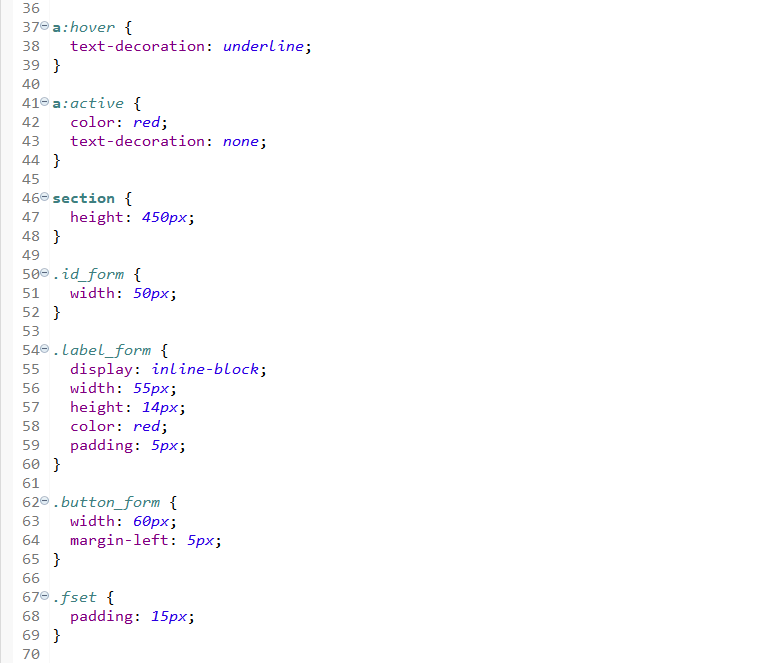 36
37 a:hover {
38   text-decoration: underline;
39 }
40
41 a:active {
42   color: red;
43   text-decoration: none;
44 }
45
46 section {
47   height: 450px;
48 }
49
50 .id_form {
51   width: 50px;
52 }
53
54 .label_form {
55   display: inline-block;
56   width: 55px;
57   height: 14px;
58   color: red;
59   padding: 5px;
60 }
61
62 .button_form {
63   width: 60px;
64   margin-left: 5px;
65 }
66
67 .fset {
68   padding: 15px;
69 }
70